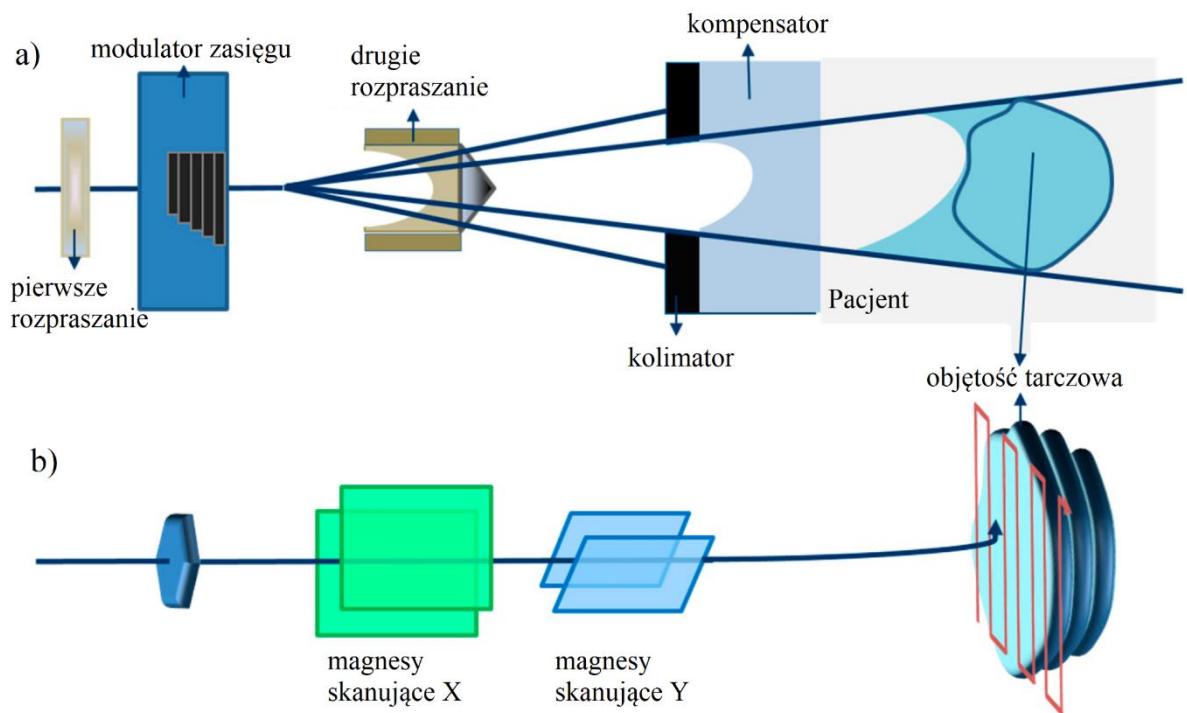 a)
modulator zasięgu
drugie
rozpraszanie
kompensator
pierwsze
rozpraszanie
kolimator
Pacjent
objętość tarczowa
b)
magnesy
skanujące X
magnesy
skanujące Y